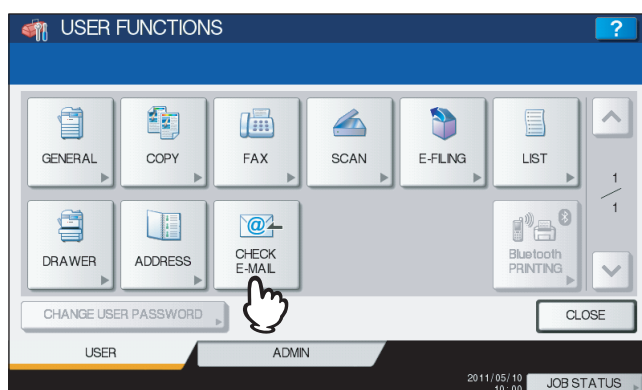 USER FUNCTIONS
?
GENERAL
COPY
FAX
SCAN
E-FILING
LIST
1
1
DRAWER
ADDRESS
@
CHECK
E-MAIL
Bluetooth
PRINTING
CHANGE USER PASSWORD
CLOSE
USER
ADMIN
2011/05/10
10:00
JOB STATUS